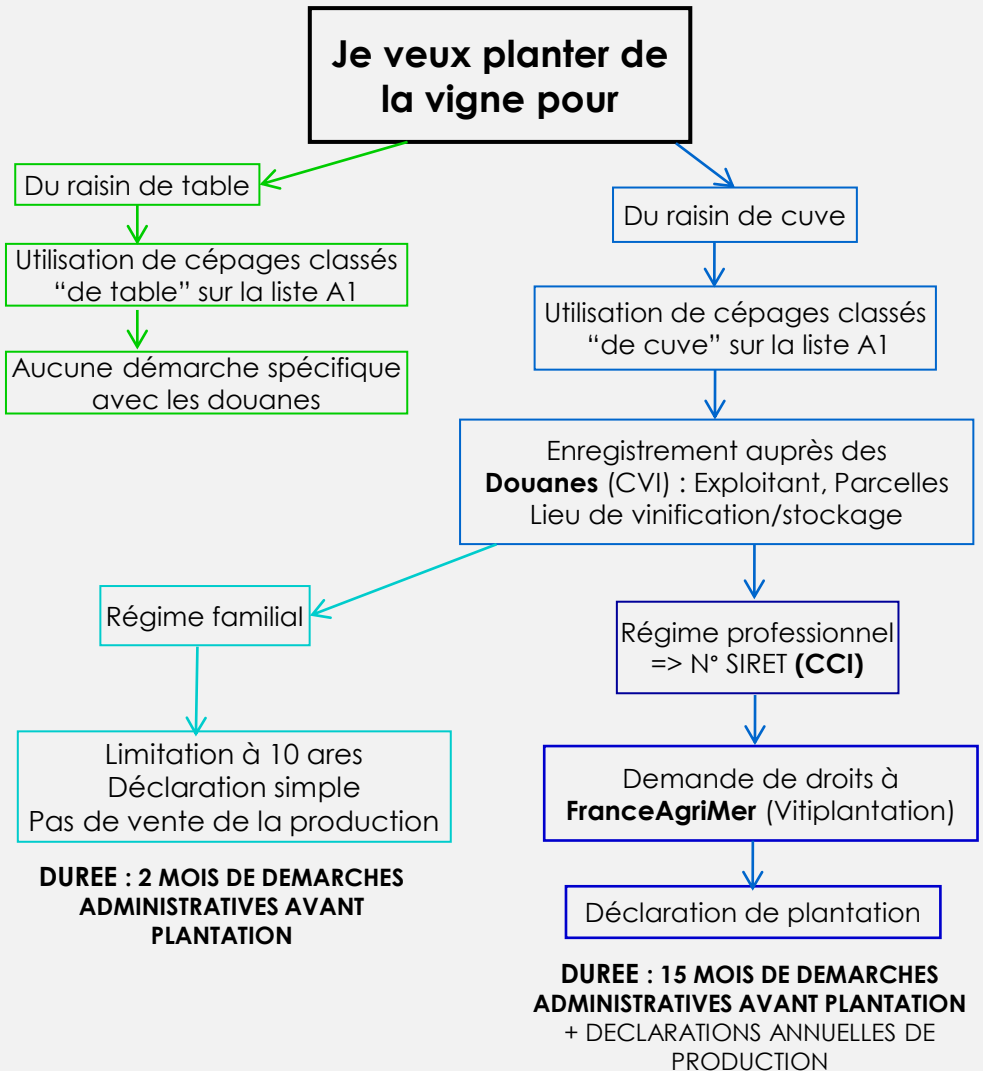 Je veux planter de
la vigne pour
Du raisin de table
Utilisation de cépages classés
“de table” sur la liste A1
Aucune démarche spécifique
avec les douanes
Du raisin de cuve
Utilisation de cépages classés
“de cuve” sur la liste A1
Enregistrement auprès des
Douanes (CVI) : Exploitant, Parcelles
Lieu de vinification/stockage
Régime familial
Limitation à 10 ares
Déclaration simple
Pas de vente de la production
DUREE : 2 MOIS DE DEMARCHES
ADMINISTRATIVES AVANT
PLANTATION
Régime professionnel
=> N° SIRET (CCI)
Demande de droits à
FranceAgriMer (Vitiplantation)
Déclaration de plantation
DUREE : 15 MOIS DE DEMARCHES
ADMINISTRATIVES AVANT PLANTATION
+ DECLARATIONS ANNUELLES DE
PRODUCTION